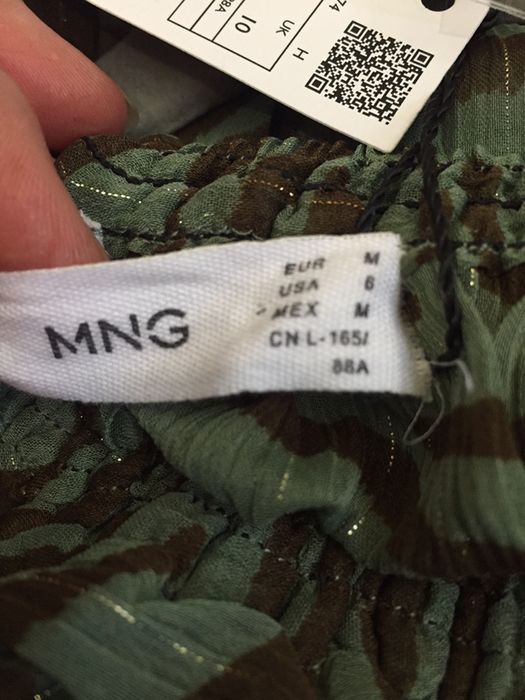 UK
10
H
MNG
EUR M
USA 6
MEX M
CN L-165/
88A